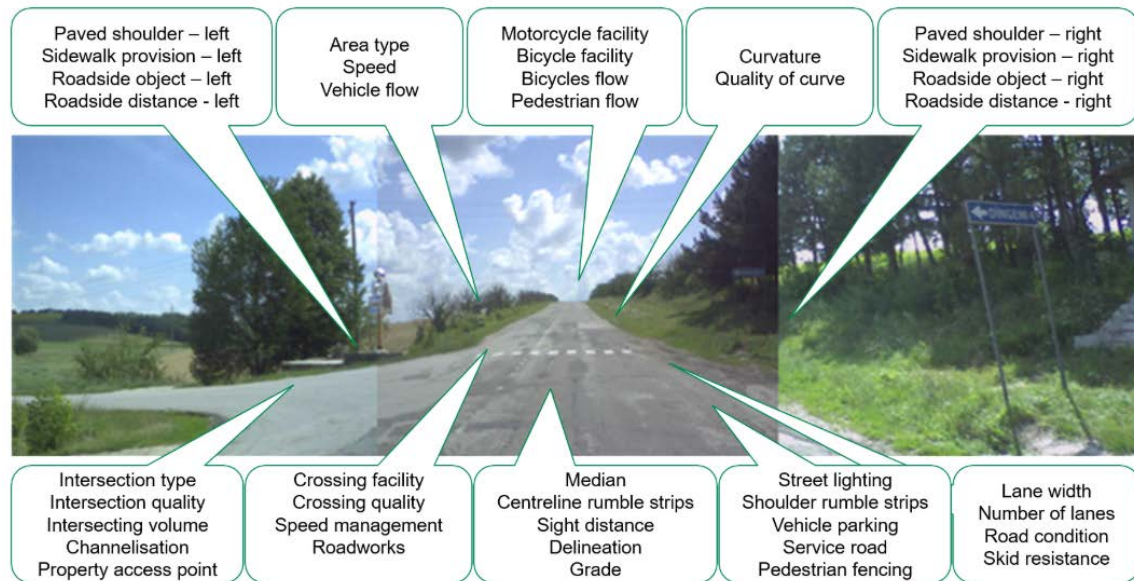 Paved shoulder – left
Sidewalk provision – left
Roadside object – left
Roadside distance - left
Area type
Speed
Vehicle flow
Motorcycle facility
Bicycle facility
Bicycles flow
Pedestrian flow
Curvature
Quality of curve
Paved shoulder – right
Sidewalk provision – right
Roadside object – right
Roadside distance - right
Intersection type
Intersection quality
Intersecting volume
Channelisation
Property access point
Crossing facility
Crossing quality
Speed management
Roadworks
Median
Centreline rumble strips
Sight distance
Delineation
Grade
Street lighting
Shoulder rumble strips
Vehicle parking
Service road
Pedestrian fencing
Lane width
Number of lanes
Road condition
Skid resistance